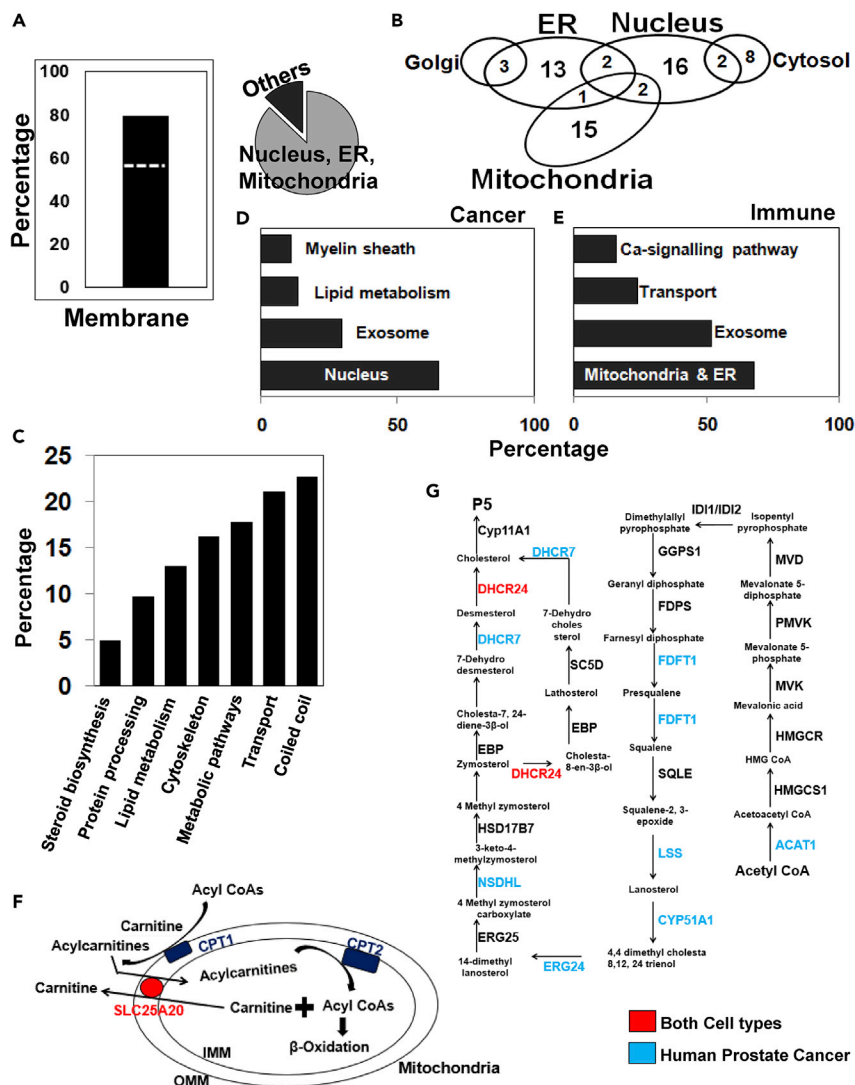 A
100
80
60
40
20
0
Percentage
Membrane
Others
Nucleus, ER,
Mitochondria
B
ER
Nucleus
Golgi
3
13
2
16
2
8
Cytosol
1
2
15
Mitochondria
D
Cancer
Myelin sheath
Lipid metabolism
Exosome
Nucleus
0
50
100
E
Immune
Ca-signalling pathway
Transport
Exosome
Mitochondria & ER
0
50
100
Percentage
C
25
20
15
10
5
0
Percentage
Steroid biosynthesis
Protein processing
Lipid metabolism
Cytoskeleton
Metabolic pathways
Transport
Coiled coil
F
Acyl CoAs
Carnitine
Acylcarnitines
CPT1
CPT2
Acylcarnitines
Carnitine
SLC25A20
Carnitine
+
Acyl CoAs
β-Oxidation
IMM
OMM
Mitochondria
G
P5
Cyp11A1
Cholesterol
DHCR7
DHCR24
Desmesterol
DHCR7
7-Dehydro
desmesterol
Cholesta-7, 24-
diene-3β-ol
EBP
Zymosterol
DHCR24
4 Methyl zymosterol
HSD17B7
3-keto-4-
methylzymosterol
NSDHL
4 Methyl zymosterol
carboxylate
ERG25
14-dimethyl
lanosterol
ERG24
7-Dehydro
choles
sterol
SC5D
Lathosterol
EBP
Cholesta-
8-en-3β-ol
IDI1/IDI2
Dimethylallyl
pyrophosphate
GGPS1
Geranyl diphosphate
FDPS
Farnesyl diphosphate
FDFT1
Presqualene
FDFT1
Squalene
SQLE
Squalene-2, 3-
epoxide
LSS
Lanosterol
CYP51A1
4,4 dimethyl cholesta
8,12, 24 trienol
Isopentyl
pyrophosphate
MVD
Mevalonate 5-
diphosphate
PMVK
Mevalonate 5-
phosphate
MVK
Mevalonic acid
HMGCR
HMG CoA
HMGCS1
Acetoacetyl CoA
ACAT1
Acetyl CoA
Both Cell types
Human Prostate Cancer